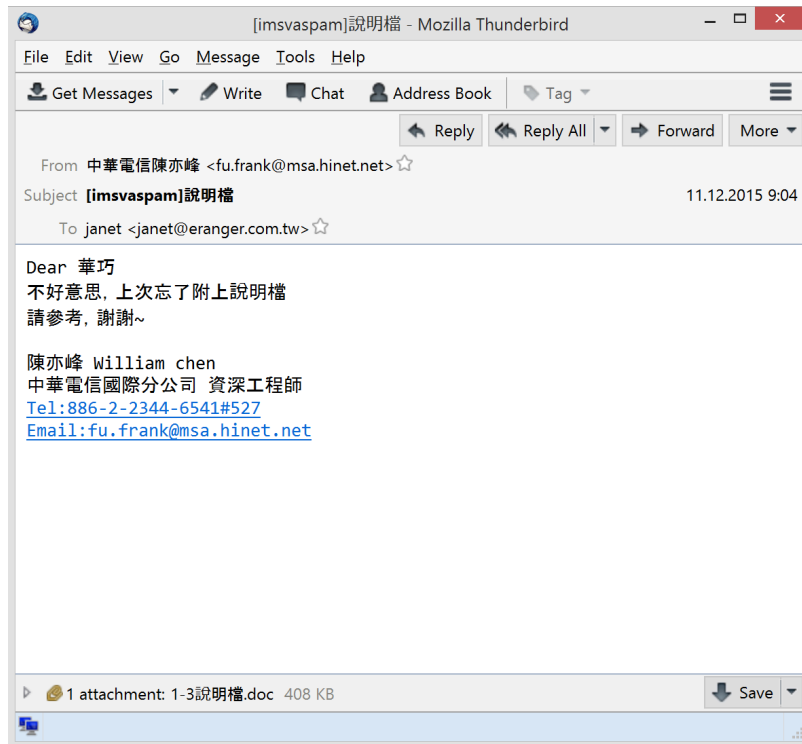 [imsvaspam]說明檔 - Mozilla Thunderbird
File Edit View Go Message Tools Help
Get Messages Write Chat Address Book Tag
Reply Reply All Forward More
From 中華電信陳亦峰 <fu.frank@msa.hinet.net>
Subject [imsvaspam]說明檔 11.12.2015 9:04
To janet <janet@eranger.com.tw>
Dear 華巧
不好意思, 上次忘了附上說明檔
請參考, 謝謝~
陳亦峰 William chen
中華電信國際分公司 資深工程師
Tel:886-2-2344-6541#527
Email:fu.frank@msa.hinet.net
1 attachment: 1-3說明檔.doc 408 KB Save